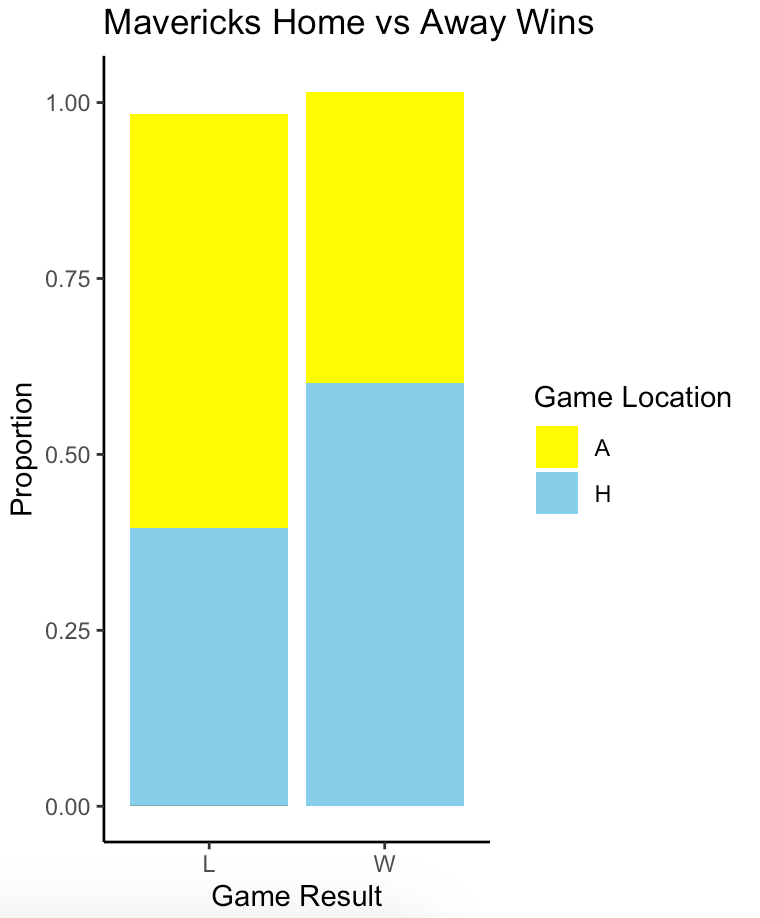 Mavericks Home vs Away Wins
Proportion
1.00
0.75
0.50
0.25
0.00
L
W
Game Result
Game Location
A
H